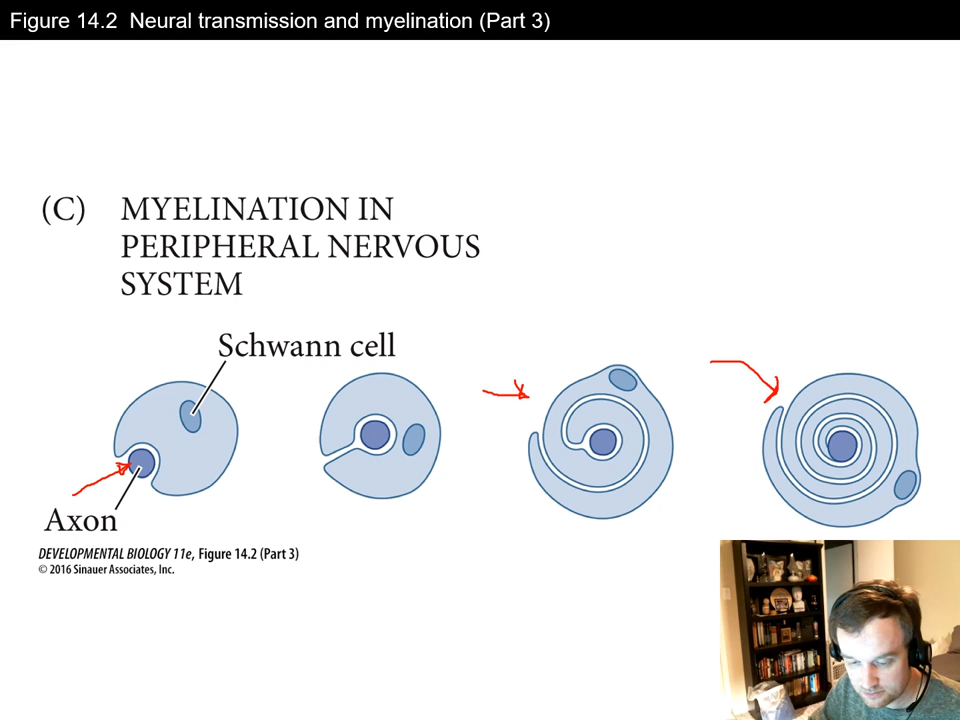 Figure 14.2 Neural transmission and myelination (Part 3)
(C) MYELINATION IN
PERIPHERAL NERVOUS
SYSTEM
Schwann cell
Axon
DEVELOPMENTAL BIOLOGY 11e, Figure 14.2 (Part 3)
© 2016 Sinauer Associates, Inc.